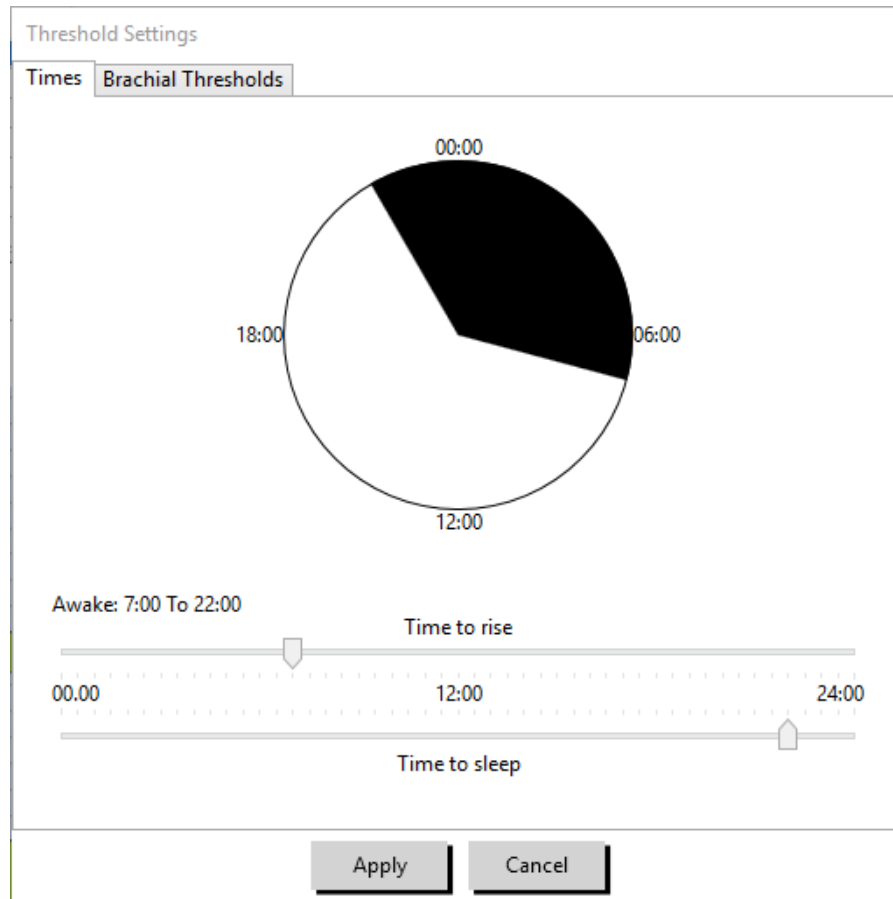 Threshold Settings
Times
Brachial Thresholds
00:00
18:00
06:00
12:00
Awake: 7:00 To 22:00
Time to rise
00.00
12:00
24:00
Time to sleep
Apply
Cancel